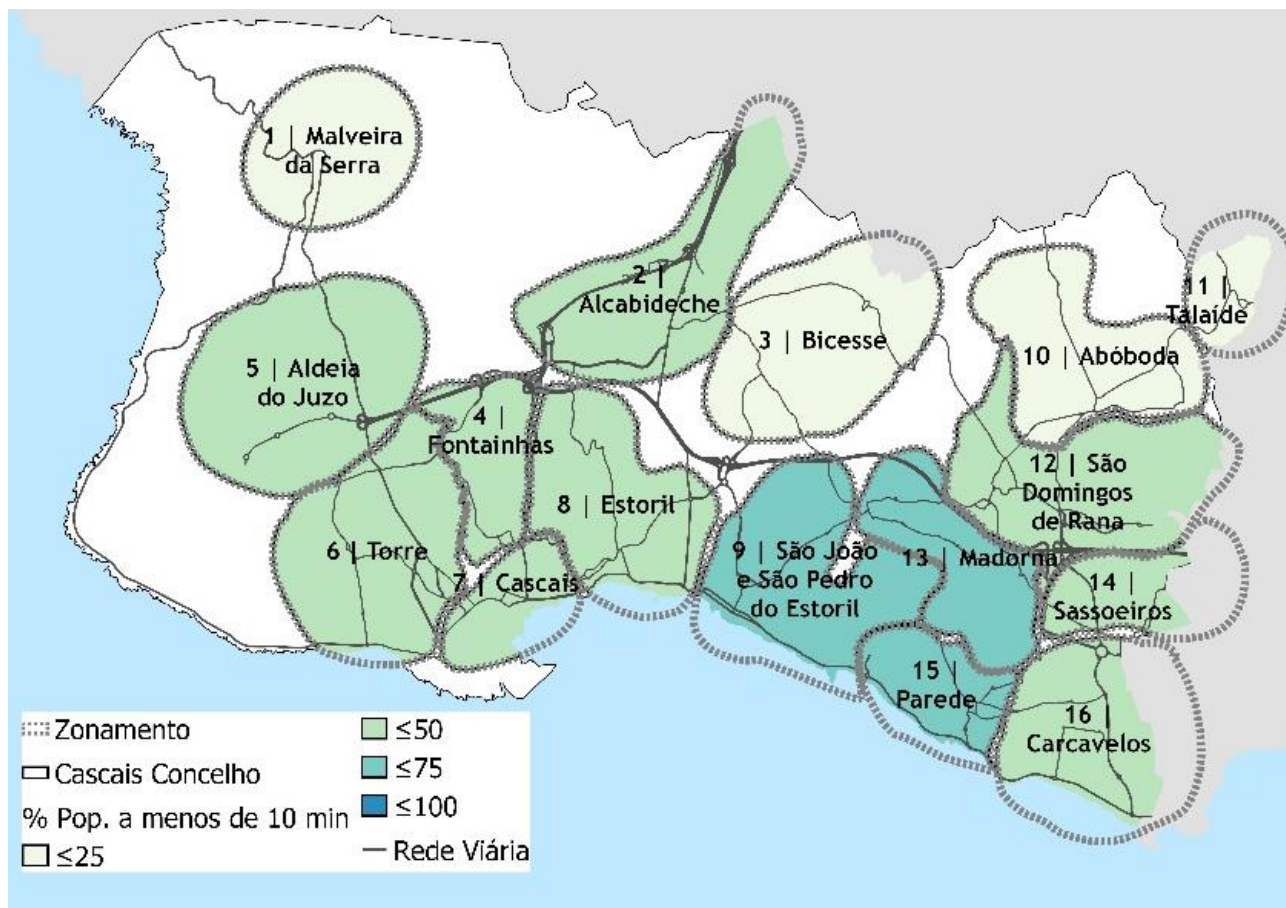 1 | Malveira
da Serra
2 |
Alcabideche
3 | Bicesse
11 |
Talaíde
10 | Abóboda
5 | Aldeia
do Juzo
4 |
Fontainhas
12 | São
Domingos
de Rana
8 | Estoril
6 | Torre
7 | Cascais
9 | São João
e São Pedro
do Estoril
13 | Madorna
14 |
Sassoeiros
15 |
Parede
16
Carcavelos
Zonamento
Cascais Concelho
% Pop. a menos de 10 min
≤25
≤50
≤75
≤100
Rede Viária